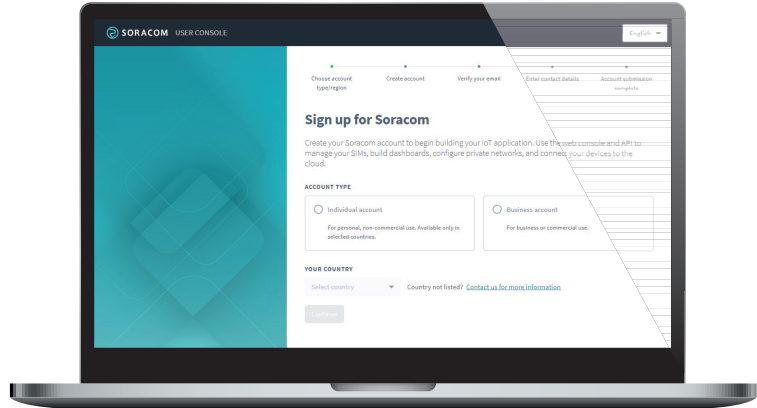 SORACOM USER CONSOLE
English
Choose account
type/region
Create account
Verify your email
Enter contact details
Account submission
complete
Sign up for Soracom
Create your Soracom account to begin building your IoT application. Use the web console and API to
manage your SIMs, build dashboards, configure private networks, and connect your devices to the
cloud.
ACCOUNT TYPE
Individual account
For personal, non-commercial use. Available only in
selected countries.
Business account
For business or commercial use.
YOUR COUNTRY
Select country
Country not listed? Contact us for more information
Continue